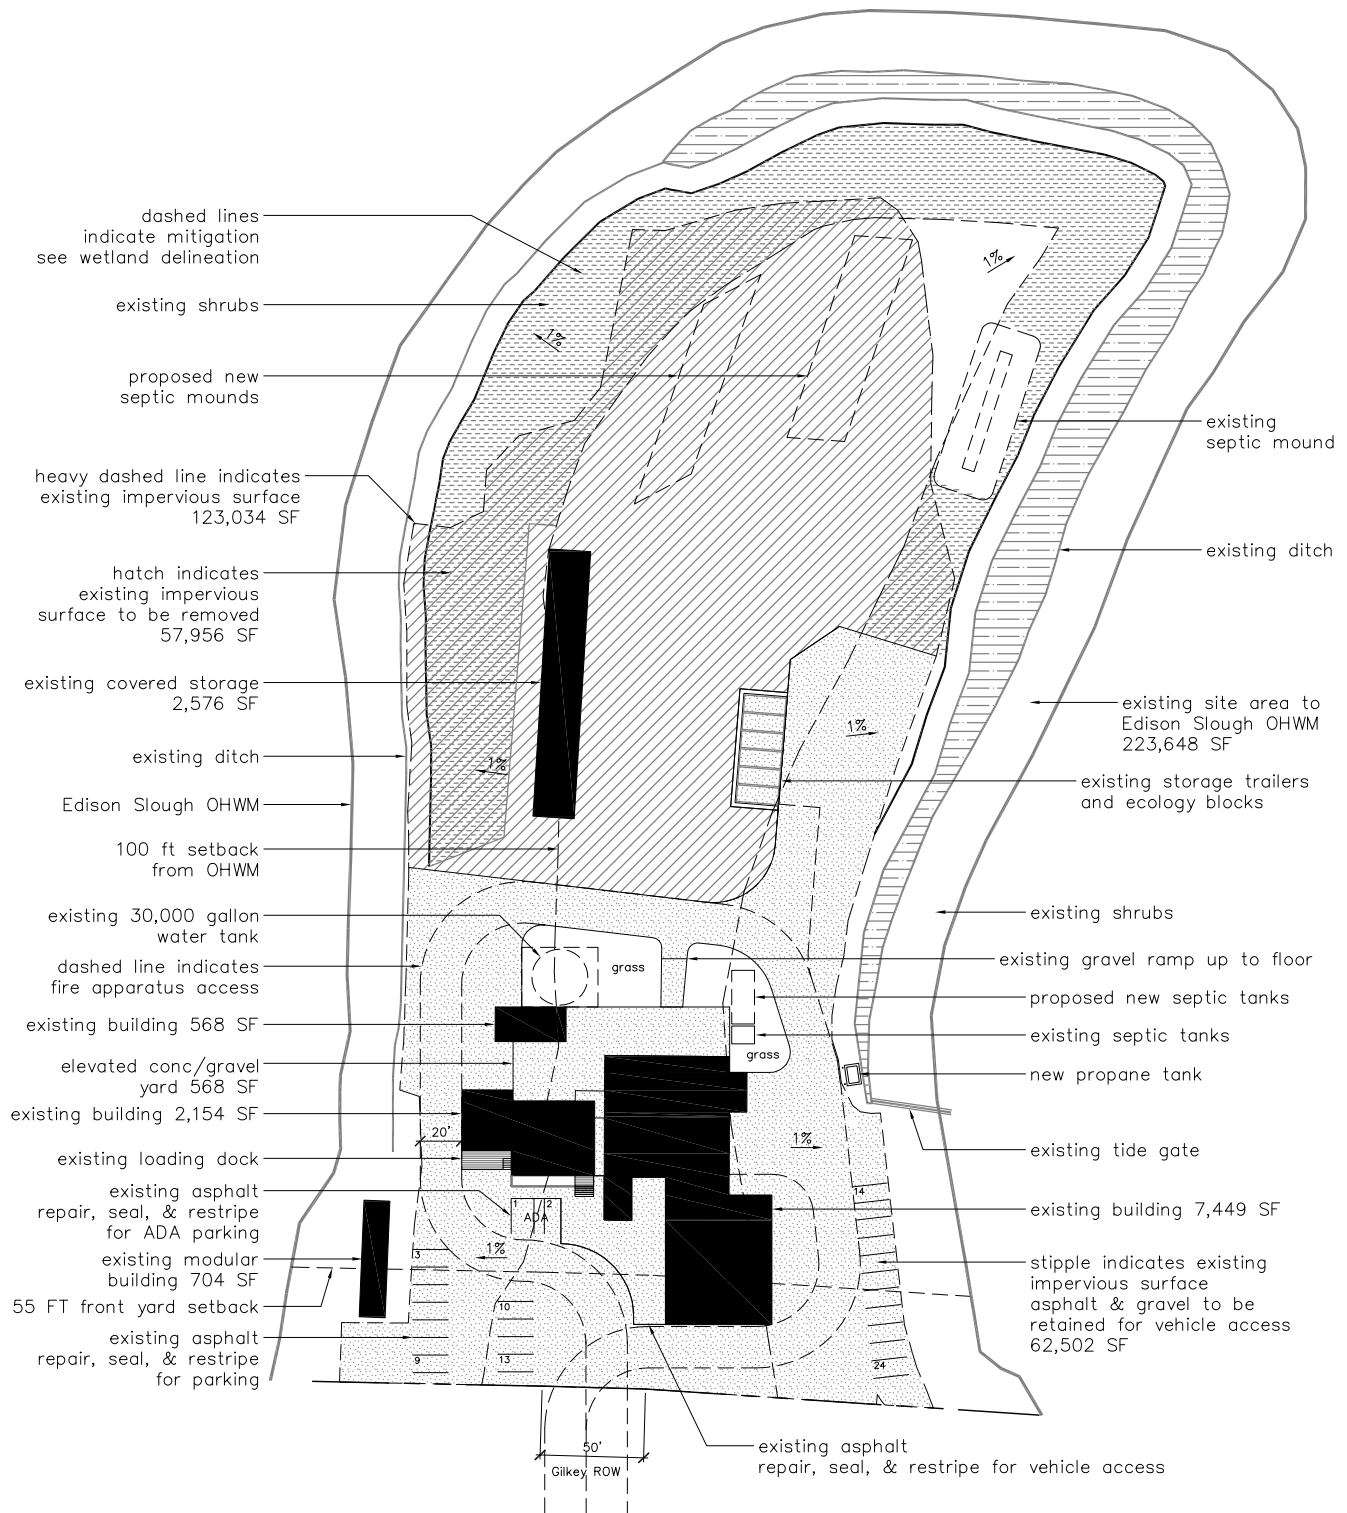 dashed lines
indicate mitigation
see wetland delineation
existing shrubs
proposed new
septic mounds
heavy dashed line indicates
existing impervious surface
123,034 SF
hatch indicates
existing impervious
surface to be removed
57,956 SF
existing covered storage
2,576 SF
existing ditch
Edison Slough OHWM
100 ft setback
from OHWM
existing 30,000 gallon
water tank
dashed line indicates
fire apparatus access
existing building 568 SF
elevated conc/gravel
yard 568 SF
existing building 2,154 SF
existing loading dock
existing asphalt
repair, seal, & restripe
for ADA parking
existing modular
building 704 SF
55 FT front yard setback
existing asphalt
repair, seal, & restripe
for parking
1%
1%
1%
1%
grass
grass
20'
1%
1
2
ADA
1%
3
9
10
13
14
24
50'
Gilkey ROW
existing
septic mound
existing ditch
existing site area to
Edison Slough OHWM
223,648 SF
existing storage trailers
and ecology blocks
existing shrubs
existing gravel ramp up to floor
proposed new septic tanks
existing septic tanks
new propane tank
existing tide gate
existing building 7,449 SF
stipple indicates existing
impervious surface
asphalt & gravel to be
retained for vehicle access
62,502 SF
existing asphalt
repair, seal, & restripe for vehicle access